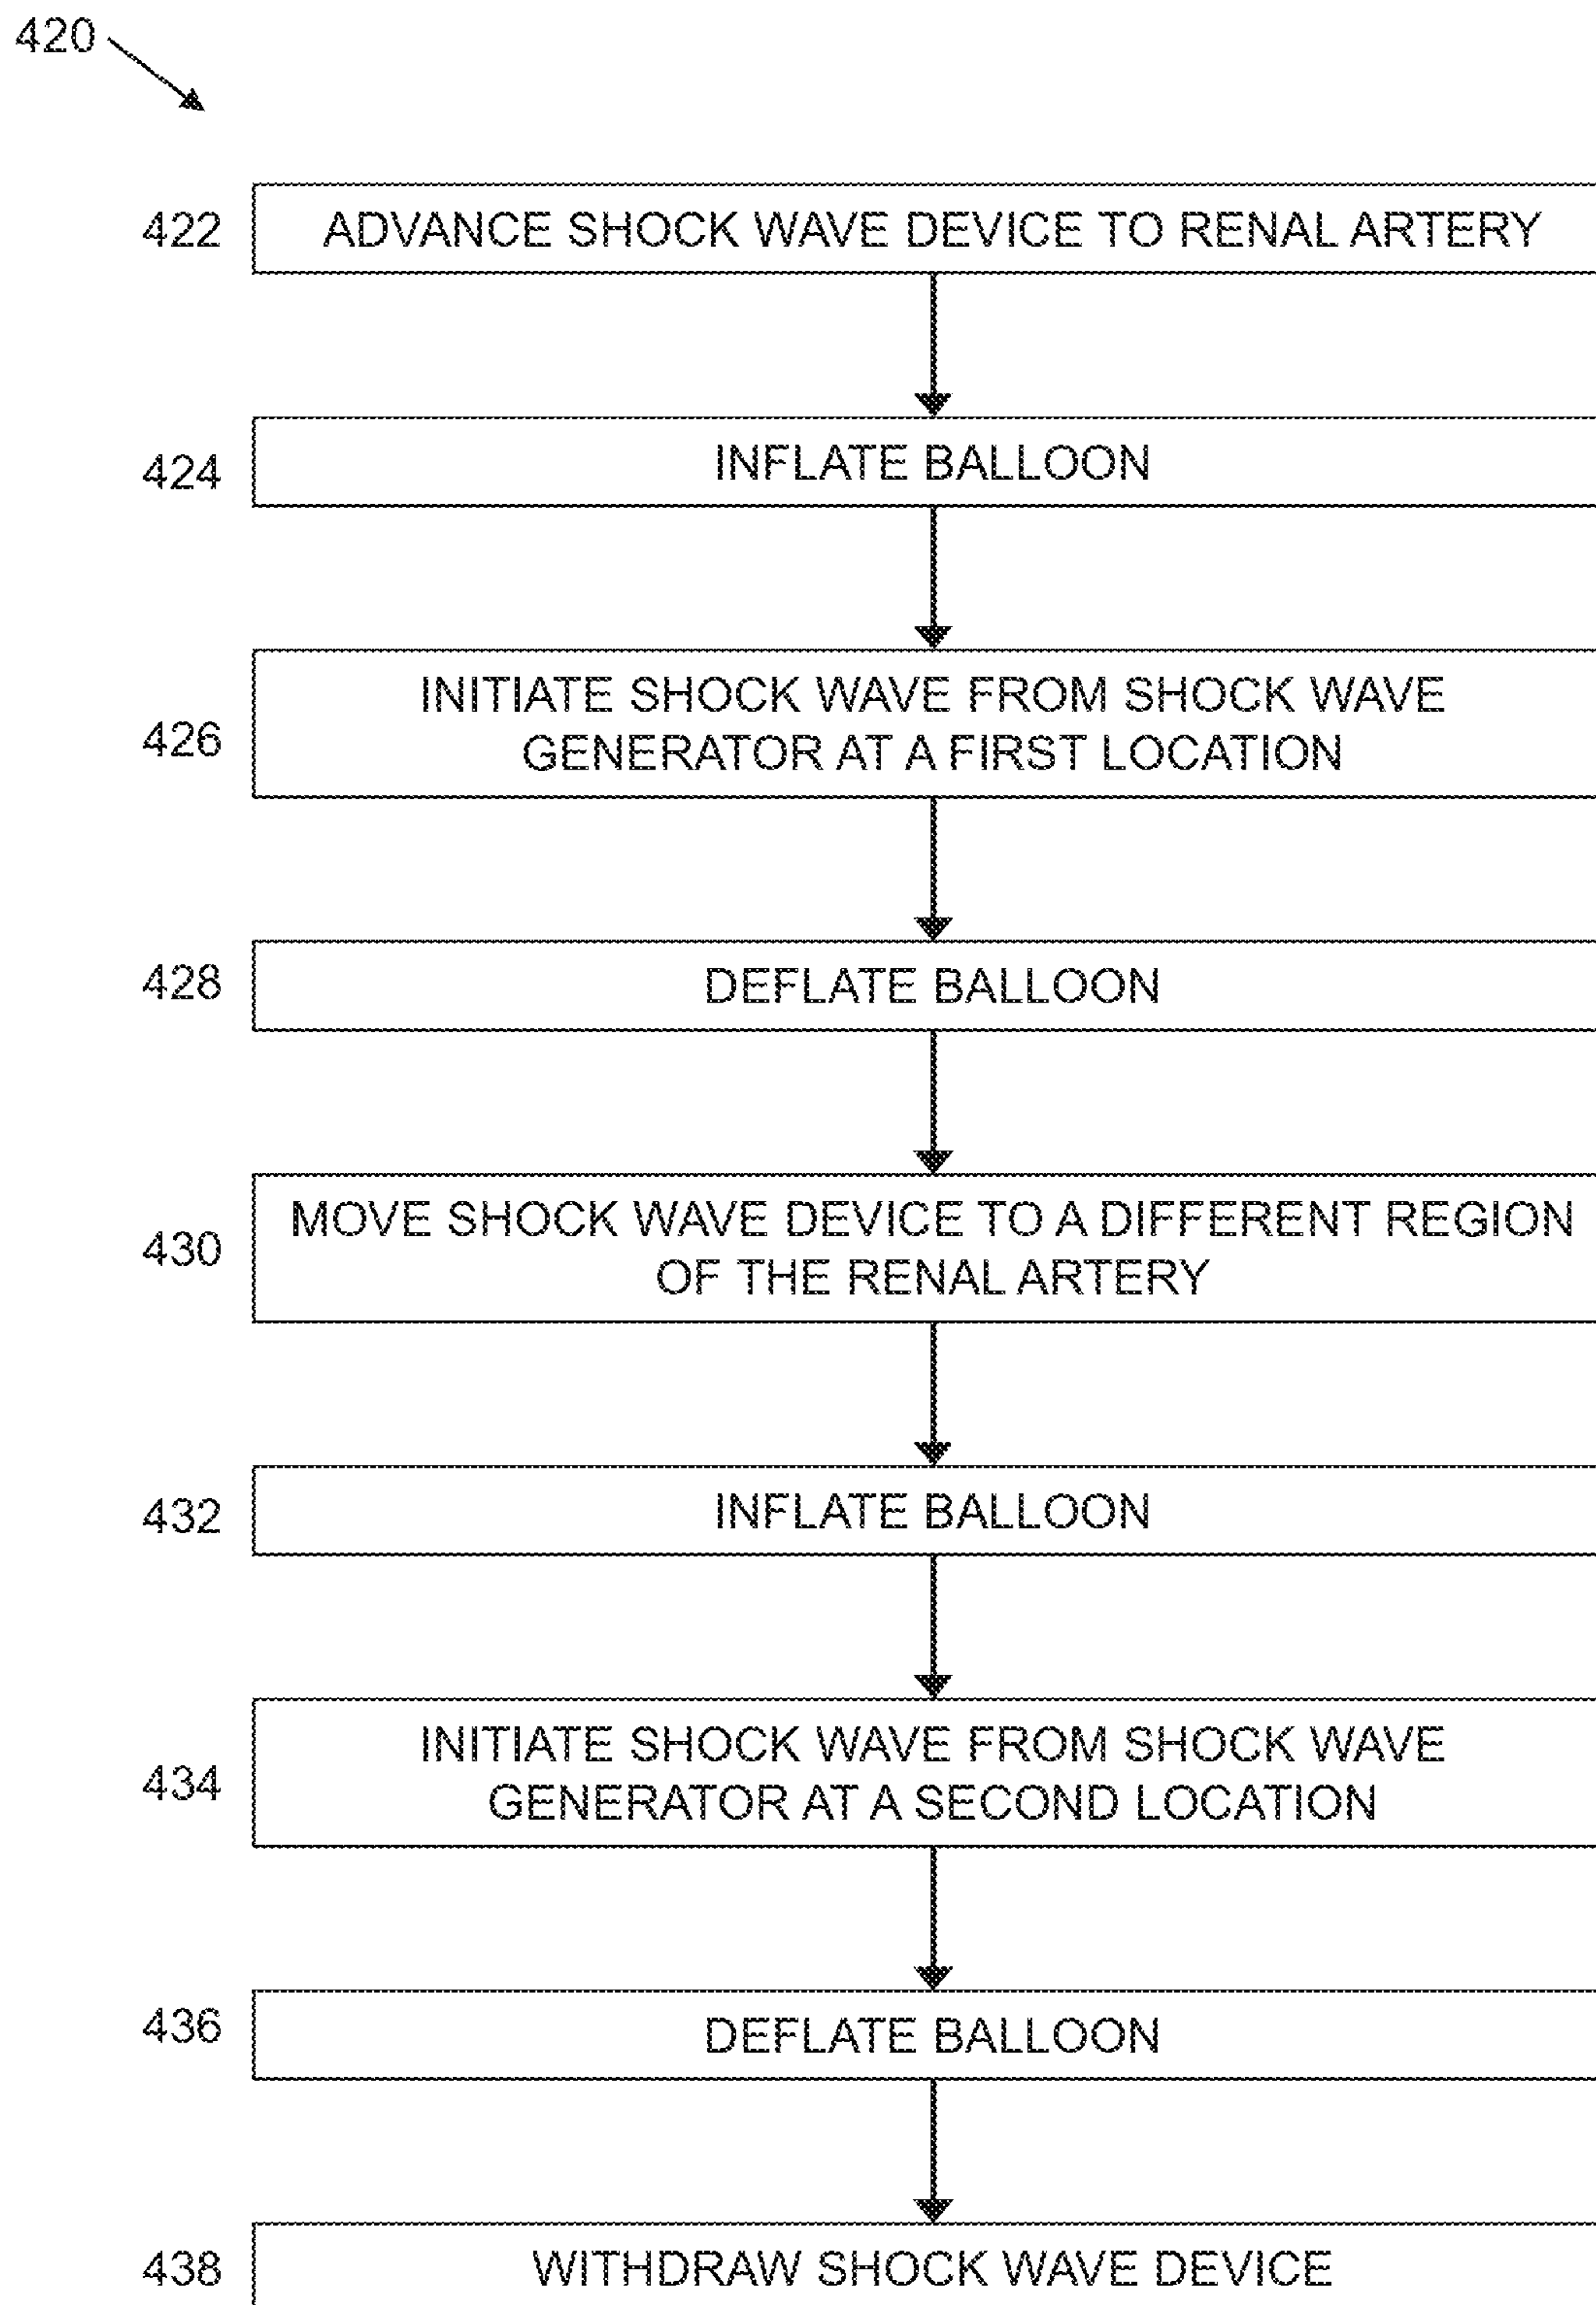 420
422
ADVANCE SHOCK WAVE DEVICE TO RENAL ARTERY
424
INFLATE BALLOON
426
INITIATE SHOCK WAVE FROM SHOCK WAVE
GENERATOR AT A FIRST LOCATION
428
DEFLATE BALLOON
430
MOVE SHOCK WAVE DEVICE TO A DIFFERENT REGION
OF THE RENAL ARTERY
432
INFLATE BALLOON
434
INITIATE SHOCK WAVE FROM SHOCK WAVE
GENERATOR AT A SECOND LOCATION
436
DEFLATE BALLOON
438
WITHDRAW SHOCK WAVE DEVICE